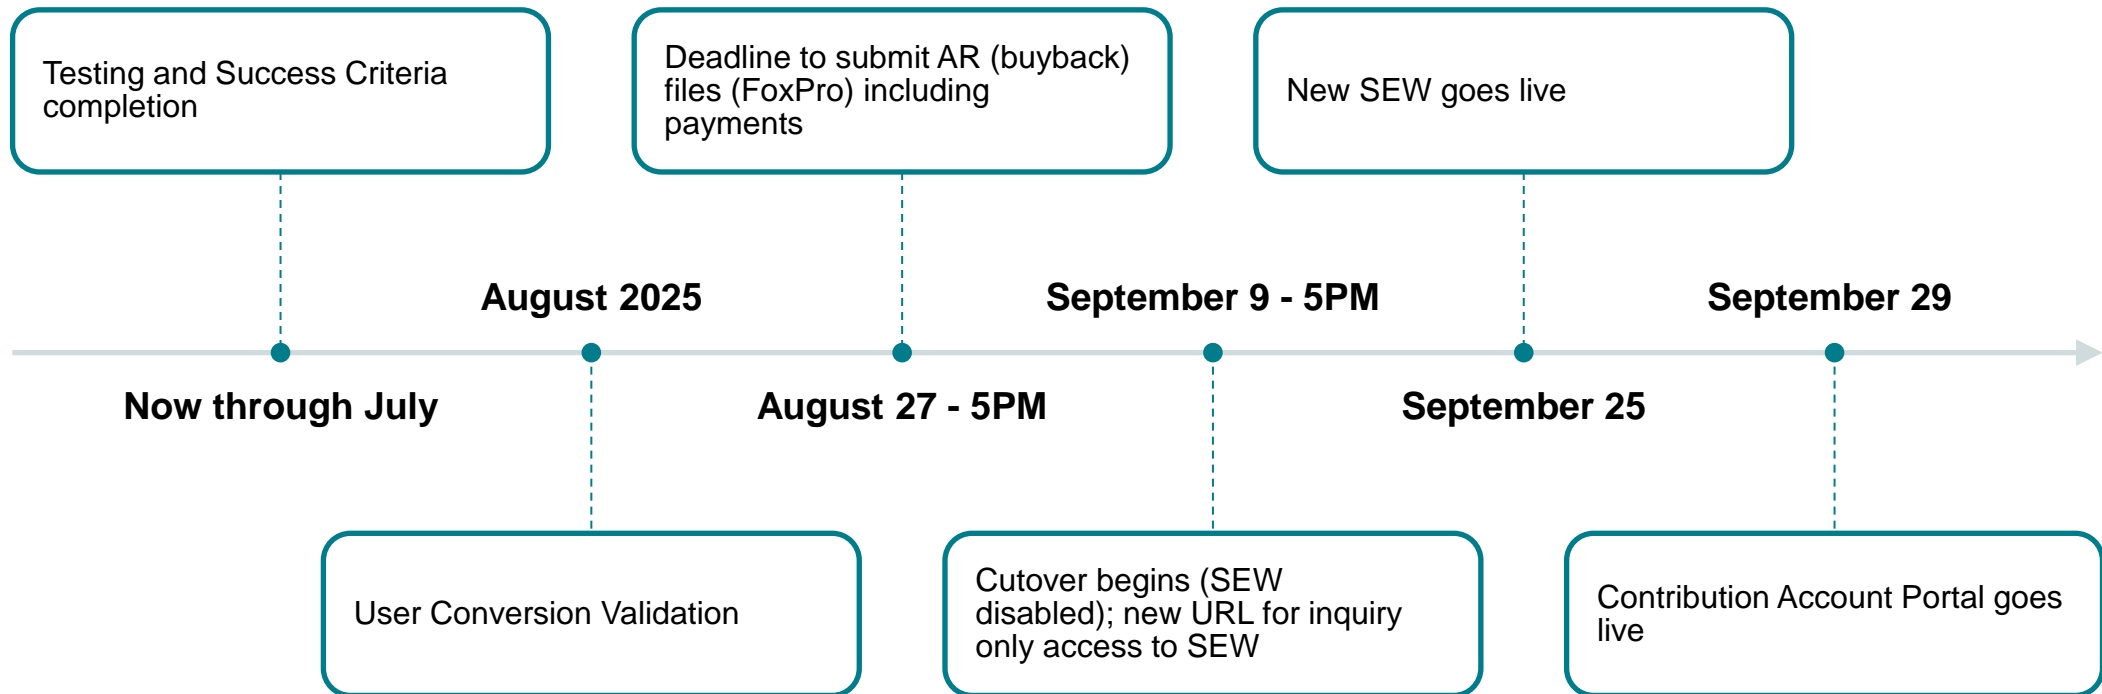 Testing and Success Criteria
completion
Deadline to submit AR (buyback)
files (FoxPro) including
payments
New SEW goes live
August 2025
September 9 - 5PM
September 29
Now through July
August 27 - 5PM
September 25
User Conversion Validation
Cutover begins (SEW
disabled); new URL for inquiry
only access to SEW
Contribution Account Portal goes
live